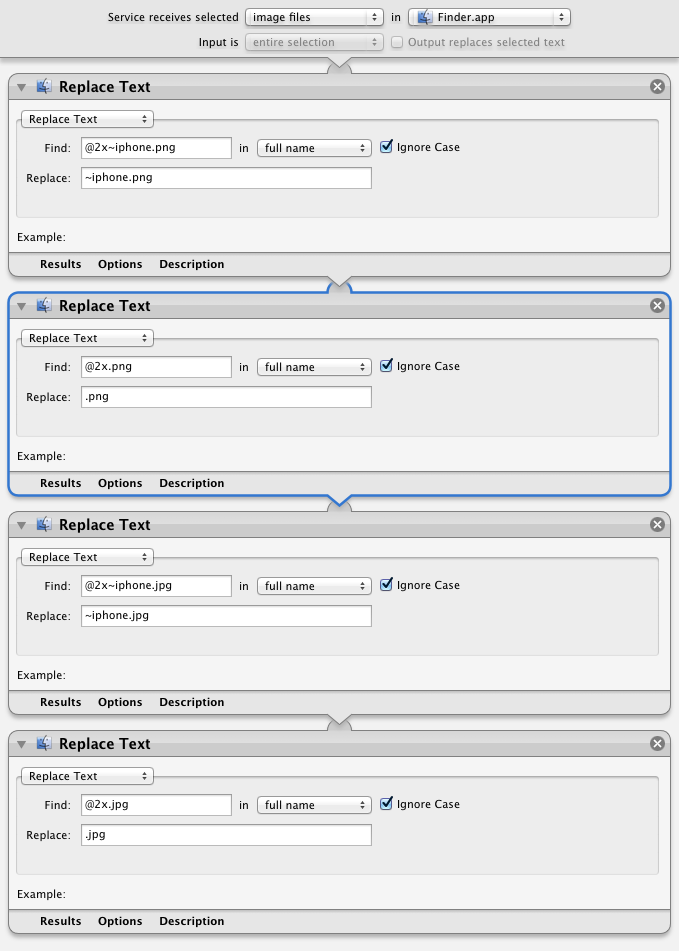 Service receives selected image files in Finder.app
Input is entire selection Output replaces selected text
Replace Text
Replace Text
Find: @2x~iphone.png in full name Ignore Case
Replace: ~iphone.png
Example:
Results Options Description
Replace Text
Replace Text
Find: @2x.png in full name Ignore Case
Replace: .png
Example:
Results Options Description
Replace Text
Replace Text
Find: @2x~iphone.jpg in full name Ignore Case
Replace: ~iphone.jpg
Example:
Results Options Description
Replace Text
Replace Text
Find: @2x.jpg in full name Ignore Case
Replace: .jpg
Example:
Results Options Description